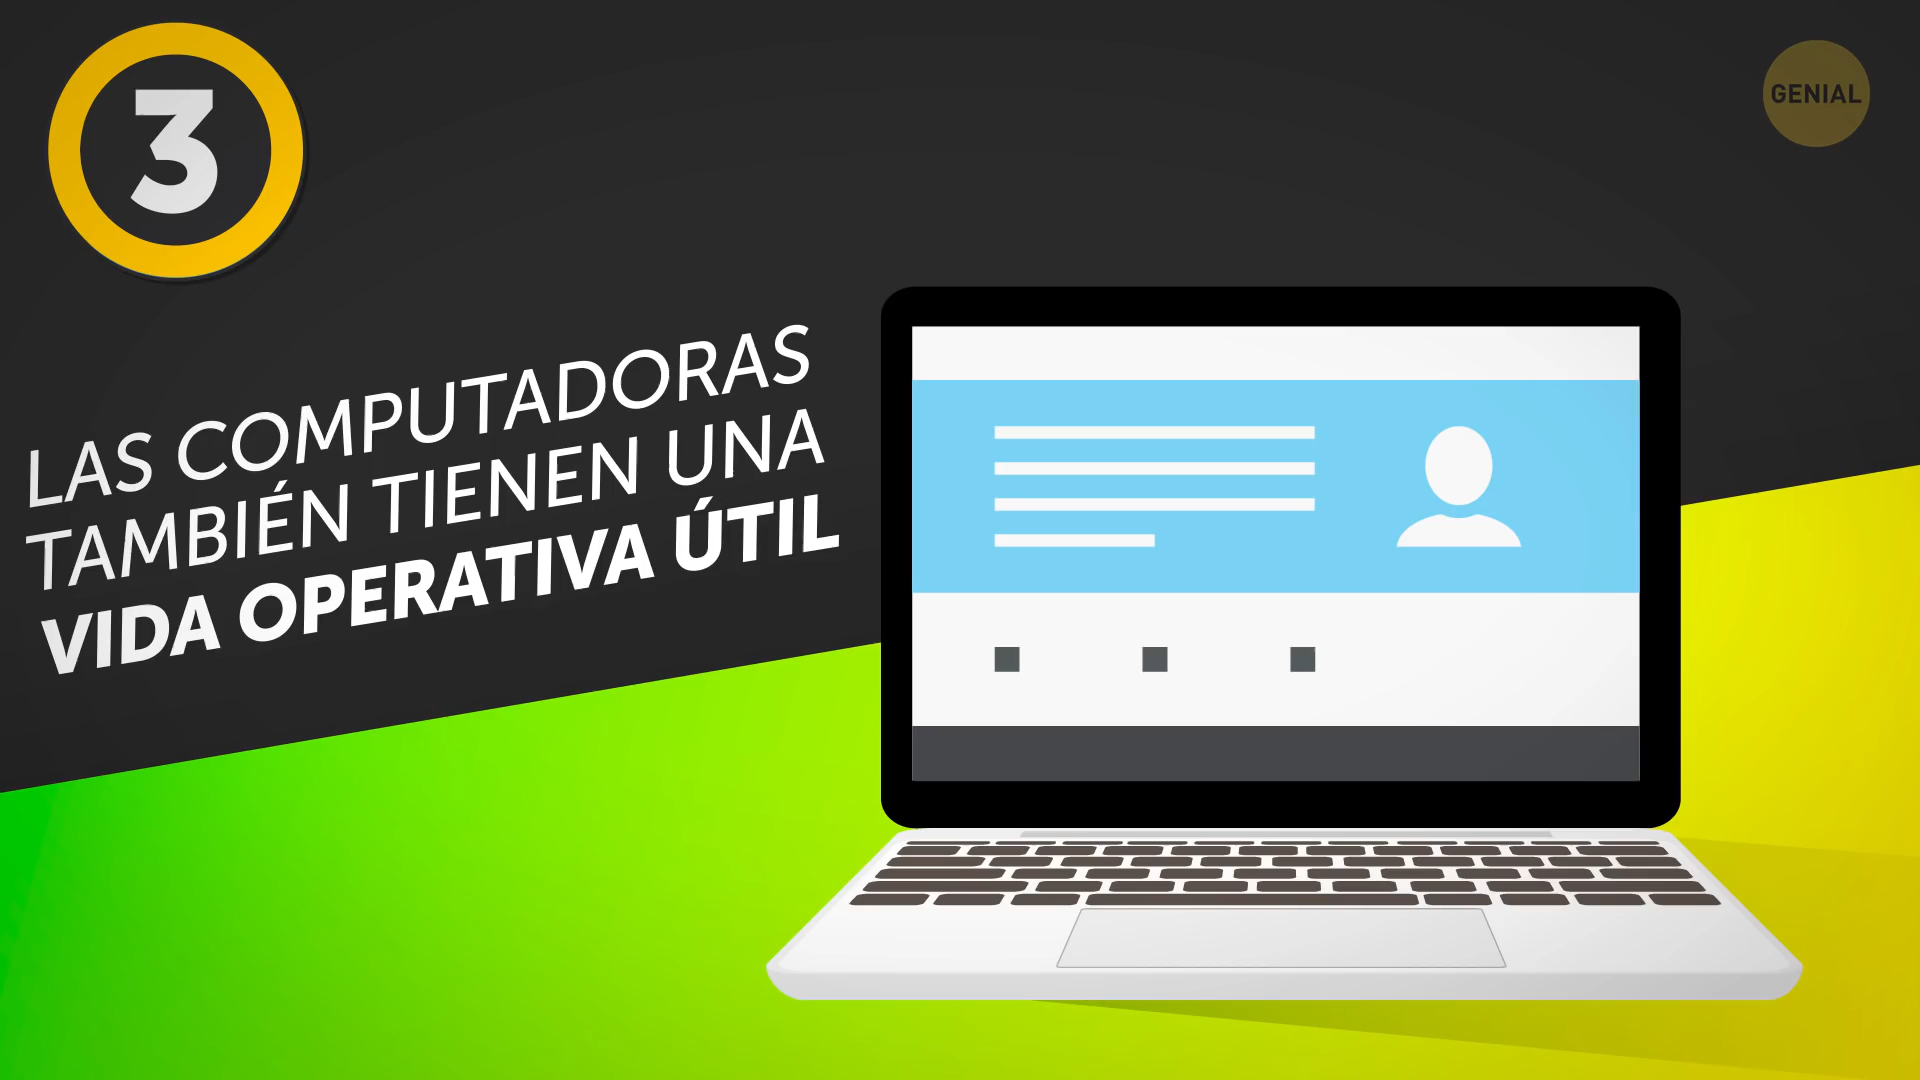 3
GENIAL
LAS COMPUTADORAS
TAMBIÉN TIENEN UNA
VIDA OPERATIVA ÚTIL